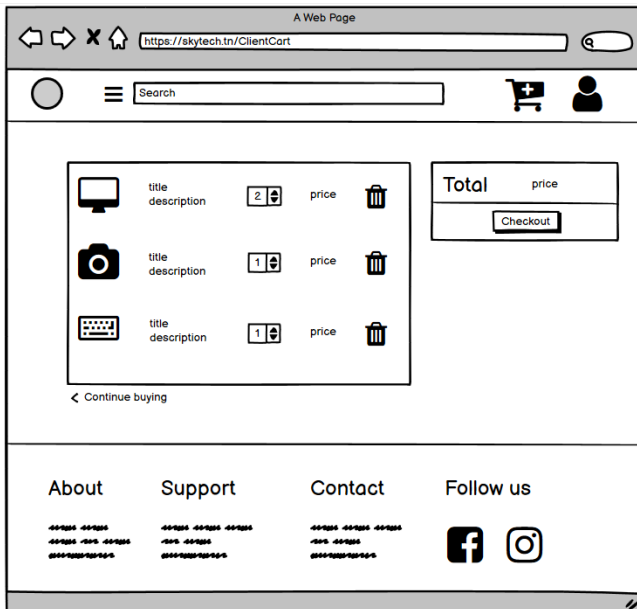 A Web Page
https://skytech.tn/ClientCart
Search
title
description
2
price
title
description
1
price
title
description
1
price
Total
price
Checkout
Continue buying
About
Support
Contact
Follow us